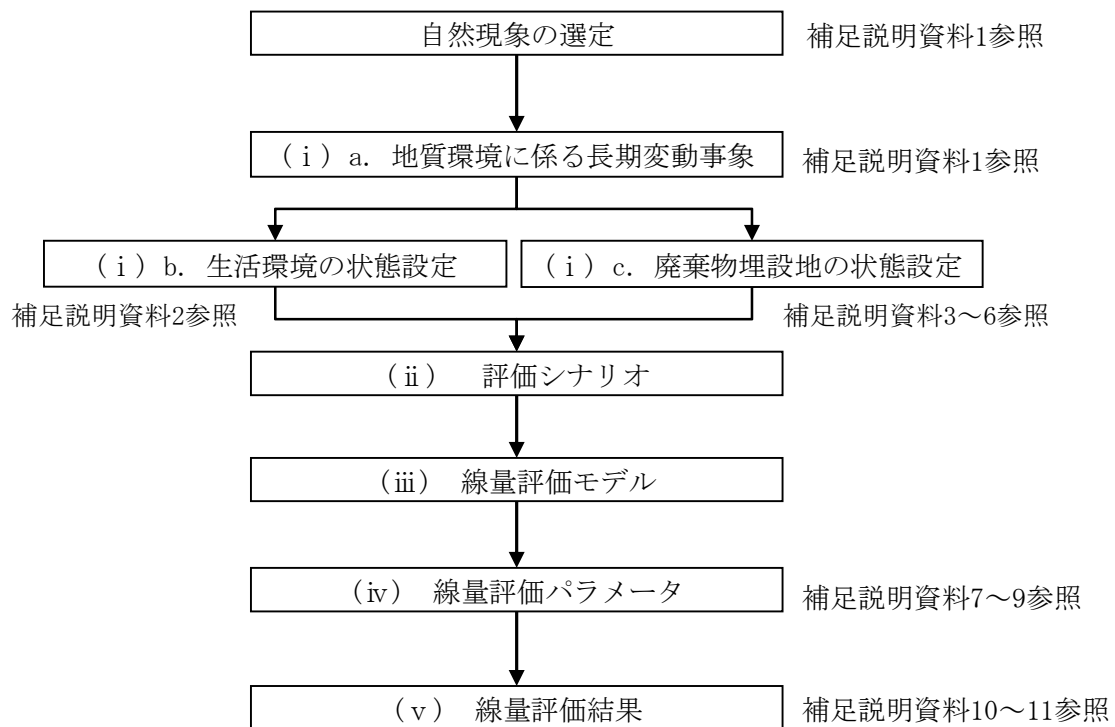 自然現象の選定
補足説明資料1参照
(ⅰ)a. 地質環境に係る長期変動事象
補足説明資料1参照
(ⅰ)b. 生活環境の状態設定
(ⅰ)c. 廃棄物埋設地の状態設定
補足説明資料2参照
補足説明資料3～6参照
(ⅱ) 評価シナリオ
(ⅲ) 線量評価モデル
(ⅳ) 線量評価パラメータ
補足説明資料7～9参照
(ⅴ) 線量評価結果
補足説明資料10～11参照